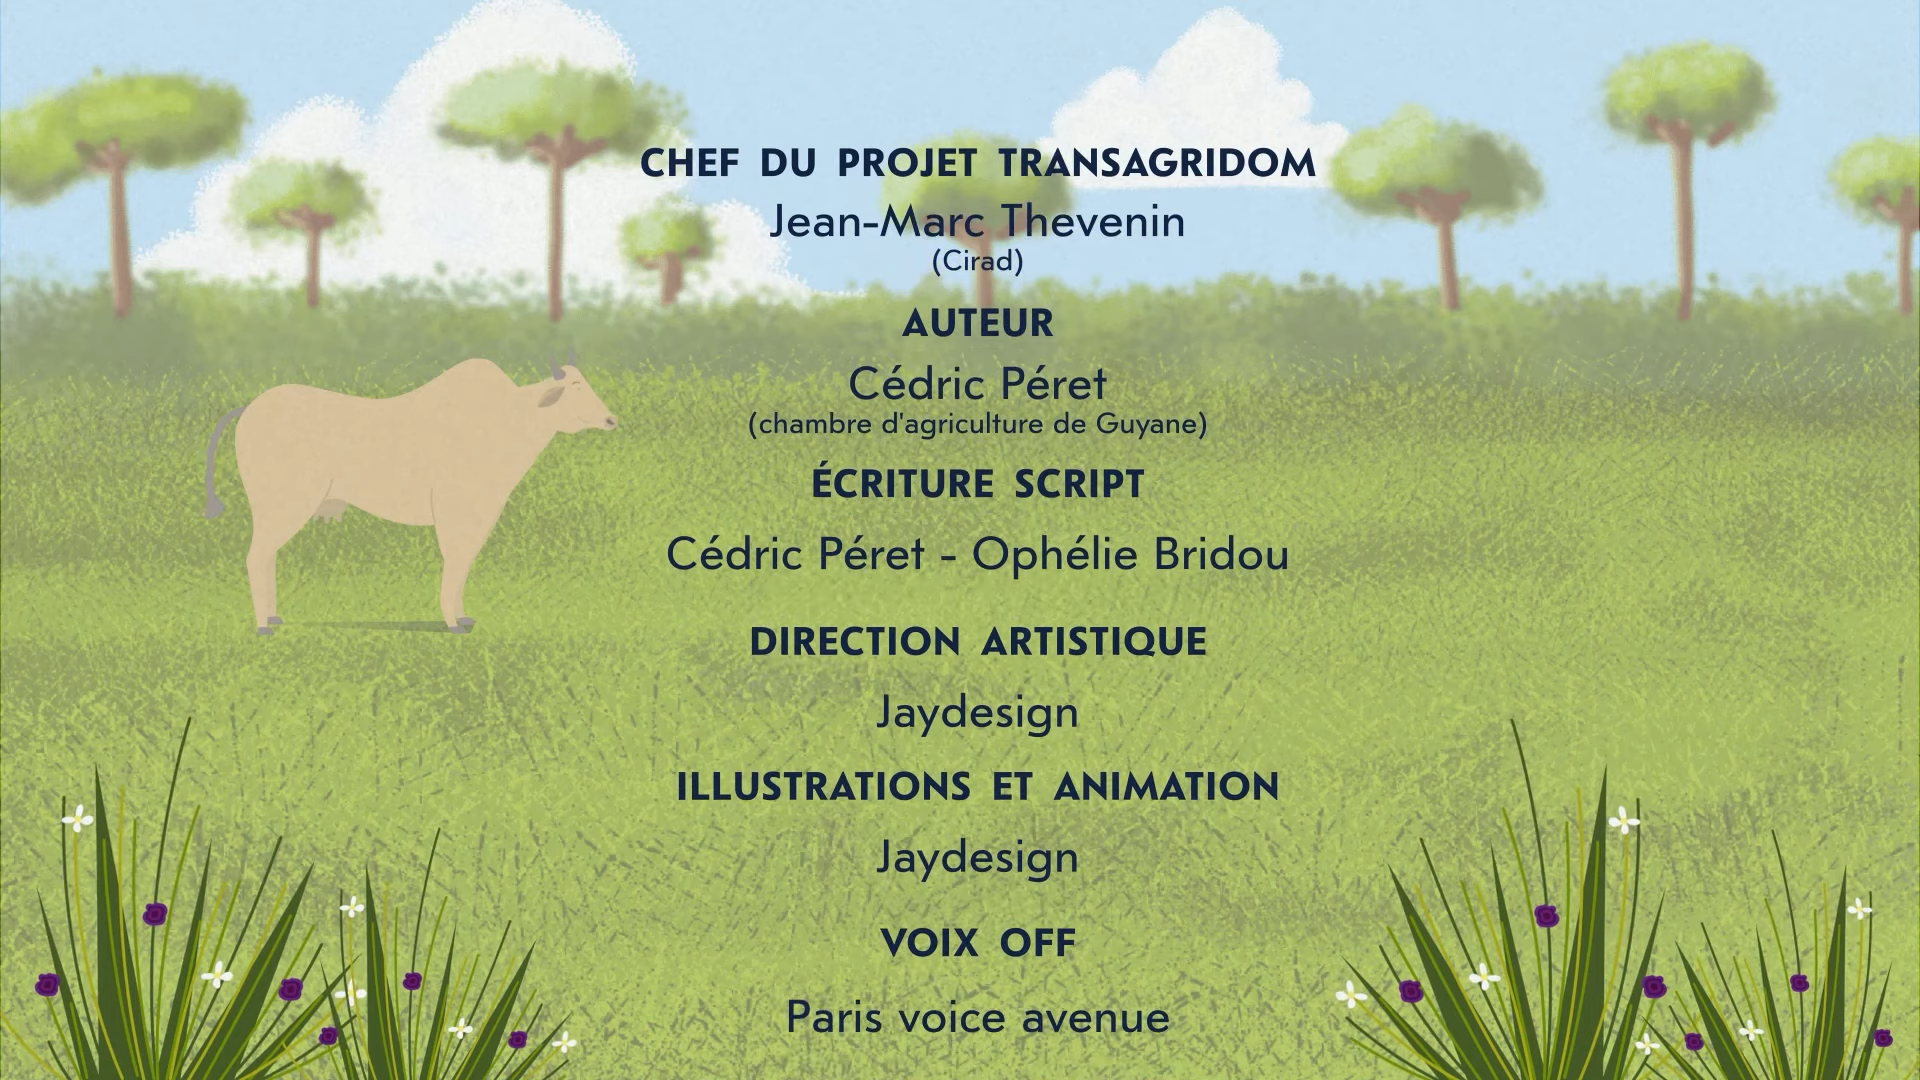 CHEF DU PROJET TRANSAGRIDOM
Jean-Marc Thevenin
(Cirad)
AUTEUR
Cédric Péret
(chambre d'agriculture de Guyane)
ÉCRITURE SCRIPT
Cédric Péret - Ophélie Bridou
DIRECTION ARTISTIQUE
Jaydesign
ILLUSTRATIONS ET ANIMATION
Jaydesign
VOIX OFF
Paris voice avenue